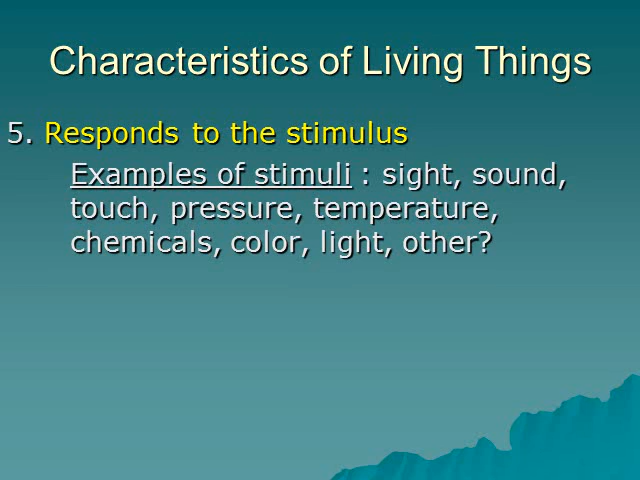 Characteristics of Living Things
5. Responds to the stimulus
Examples of stimuli : sight, sound,
touch, pressure, temperature,
chemicals, color, light, other?